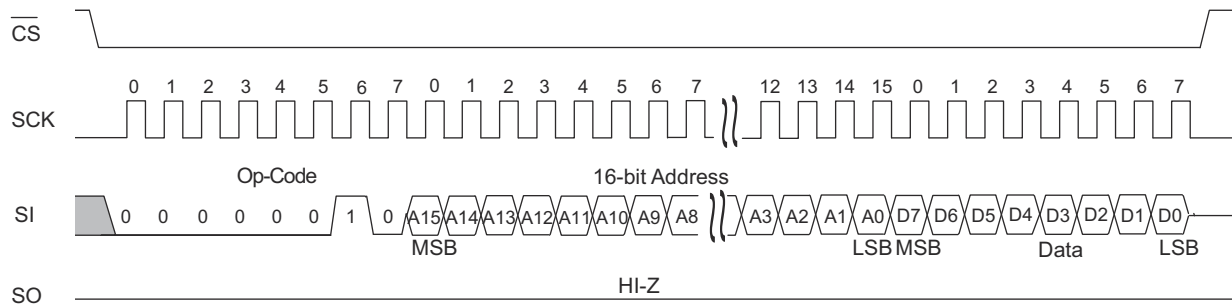 CS
0 1 2 3 4 5 6 7 0 1 2 3 4 5 6 7 12 13 14 15 0 1 2 3 4 5 6 7
SCK
Op-Code 16-bit Address
SI 0 0 0 0 0 0 1 0 A15 A14 A13 A12 A11 A10 A9 A8 A3 A2 A1 A0 D7 D6 D5 D4 D3 D2 D1 D0
MSB LSB MSB Data LSB
HI-Z
SO